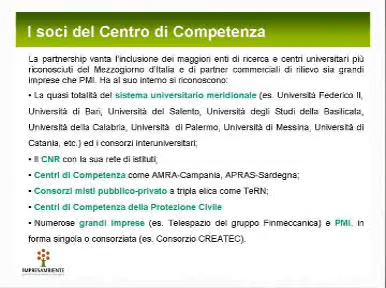 I soci del Centro di Competenza
La partnership vanta l'inclusione dei maggiori enti di ricerca e centri universitari più
riconosciuti del Mezzogiorno d'Italia e di partner commerciali di rilievo sia grandi
imprese che PMI. Ha al suo interno si riconoscono:
• La quasi totalità del sistema universitario meridionale (es. Università Federico II,
Università di Bari, Università del Salento, Università degli Studi della Basilicata,
Università della Calabria, Università di Palermo, Università di Messina, Università di
Catania, etc.) ed i consorzi interuniversitari;
• Il CNR con la sua rete di istituti;
• Centri di Competenza come AMRA-Campania, APRAS-Sardegna;
• Consorzi misti pubblico-privato a tripla elica come TeRN;
• Centri di Competenza della Protezione Civile
• Numerose grandi imprese (es. Telespazio del gruppo Finmeccanica) e PMI, in
forma singola o consorziata (es. Consorzio CREATEC).
IMPRESAMBIENTE